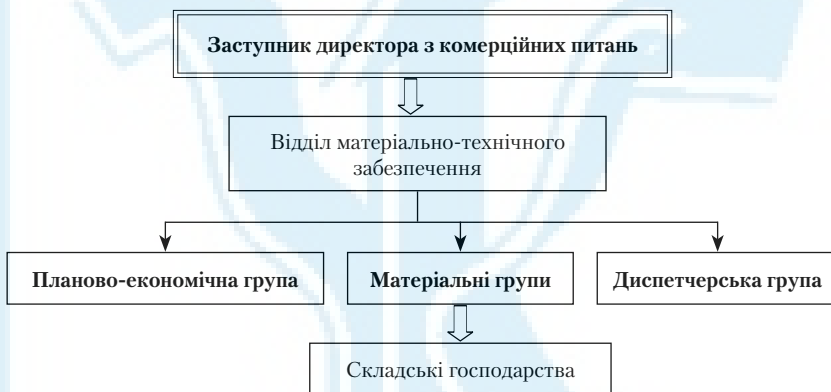 Заступник директора з комерційних питань
Відділ матеріально-технічного
забезпечення
Планово-економічна група
Матеріальні групи
Диспетчерська група
Складські господарства